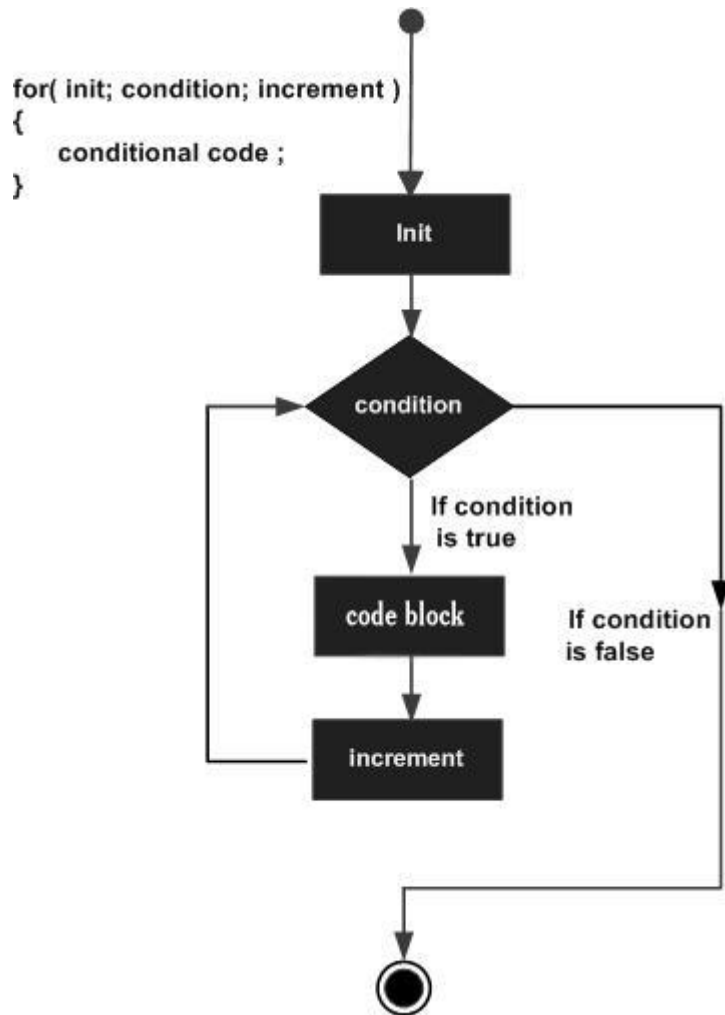 for( init; condition; increment )
{
conditional code ;
}
Init
condition
If condition
is true
code block
If condition
is false
increment